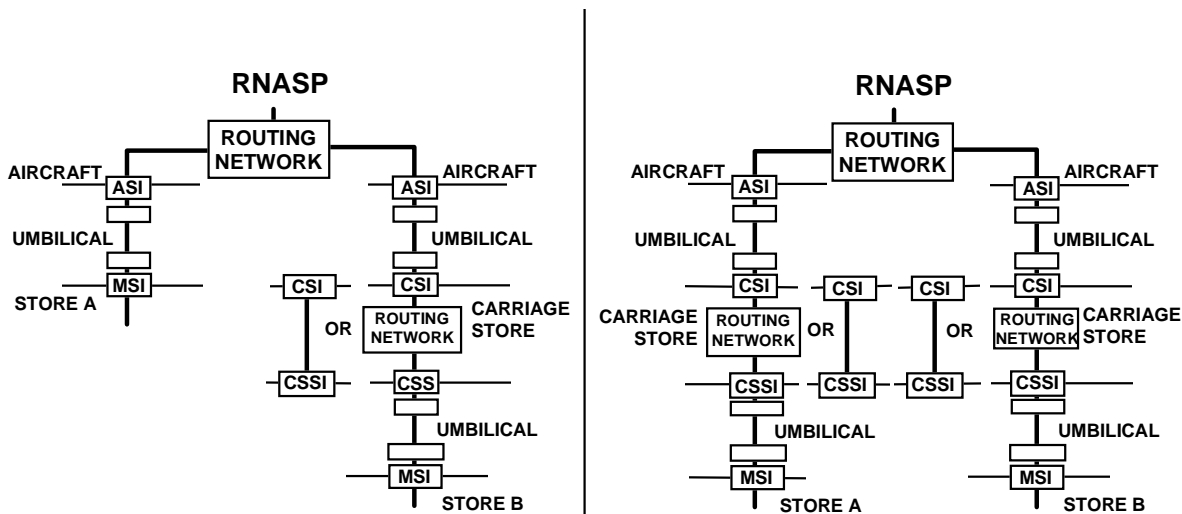 RNASP
ROUTING
NETWORK
AIRCRAFT
ASI
ASI
AIRCRAFT
UMBILICAL
UMBILICAL
MSI
CSI
CSI
STORE A
OR
ROUTING
NETWORK
CARRIAGE
STORE
CSSI
CSS
UMBILICAL
MSI
STORE B
RNASP
ROUTING
NETWORK
AIRCRAFT
ASI
ASI
AIRCRAFT
UMBILICAL
UMBILICAL
CSI
CSI
CSI
CSI
CARRIAGE
STORE
ROUTING
NETWORK
OR
OR
ROUTING
NETWORK
CARRIAGE
STORE
CSSI
CSSI
CSSI
CSSI
UMBILICAL
UMBILICAL
MSI
MSI
STORE A
STORE B